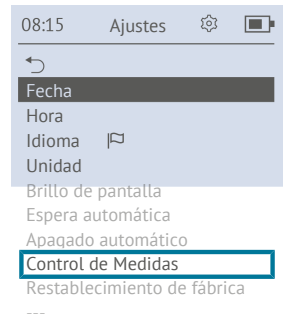 08:15 Ajustes
Fecha
Hora
Idioma
Unidad
Brillo de pantalla
Espera automática
Apagado automático
Control de Medidas
Restablecimiento de fábrica
---